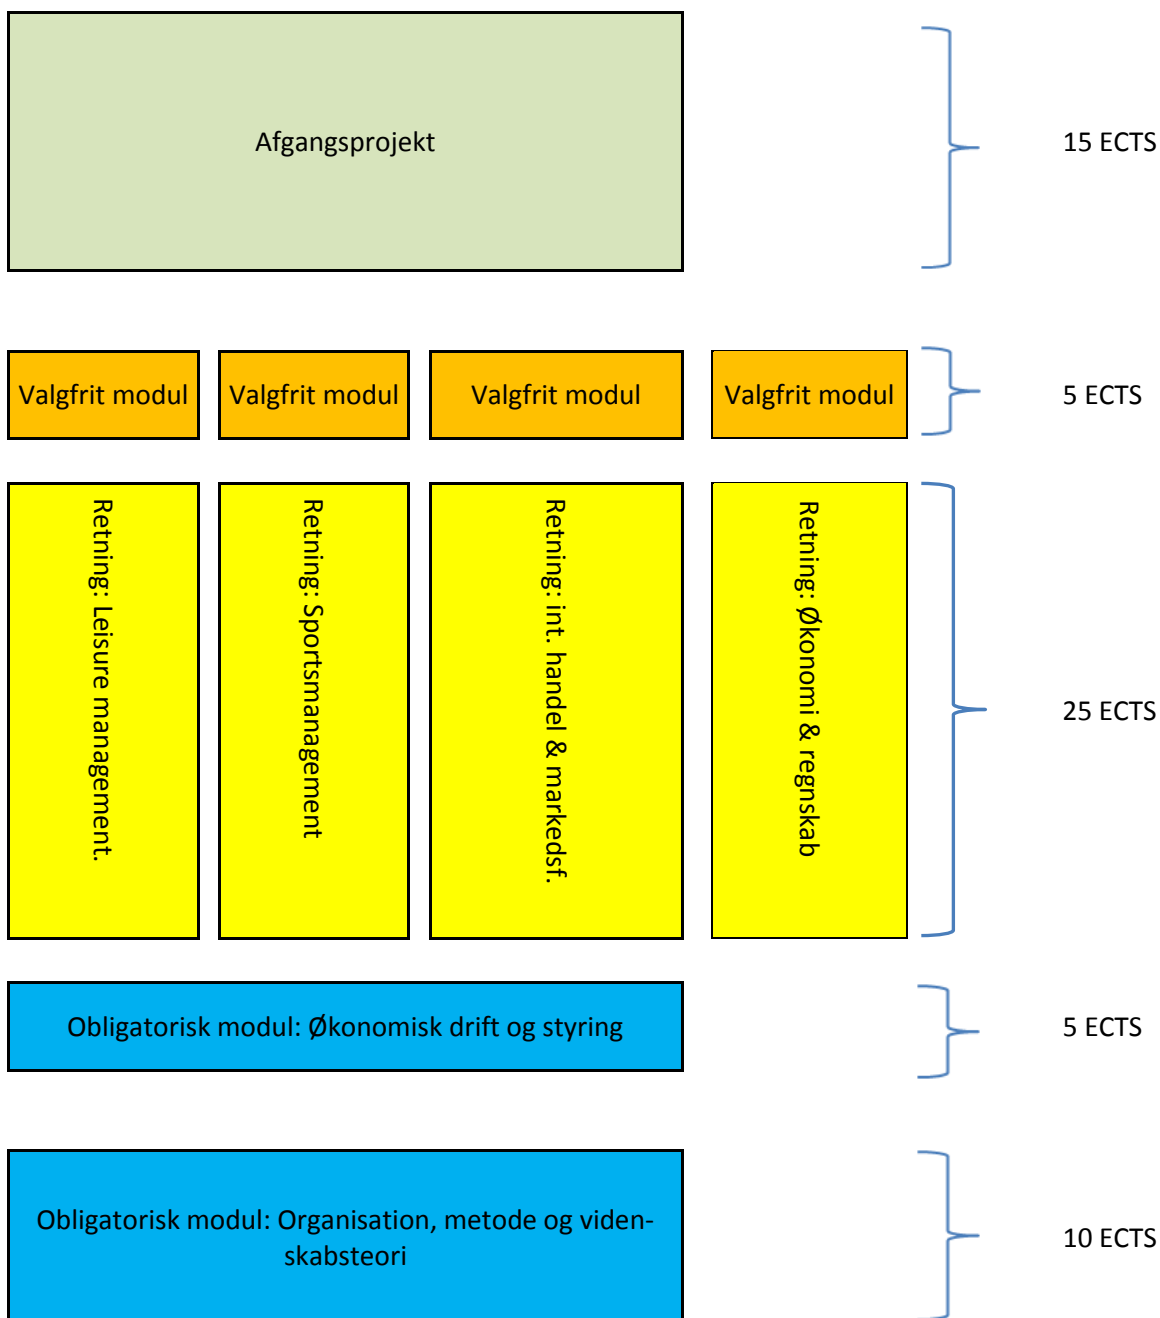 Afgangsprojekt
15 ECTS
Valgfrit modul
Valgfrit modul
Valgfrit modul
Valgfrit modul
5 ECTS
Retning: Leisure management.
Retning: Sportsmanagement
Retning: int. handel & markedsf.
Retning: Økonomi & regnskab
25 ECTS
Obligatorisk modul: Økonomisk drift og styring
5 ECTS
Obligatorisk modul: Organisation, metode og viden-
skabsteori
10 ECTS